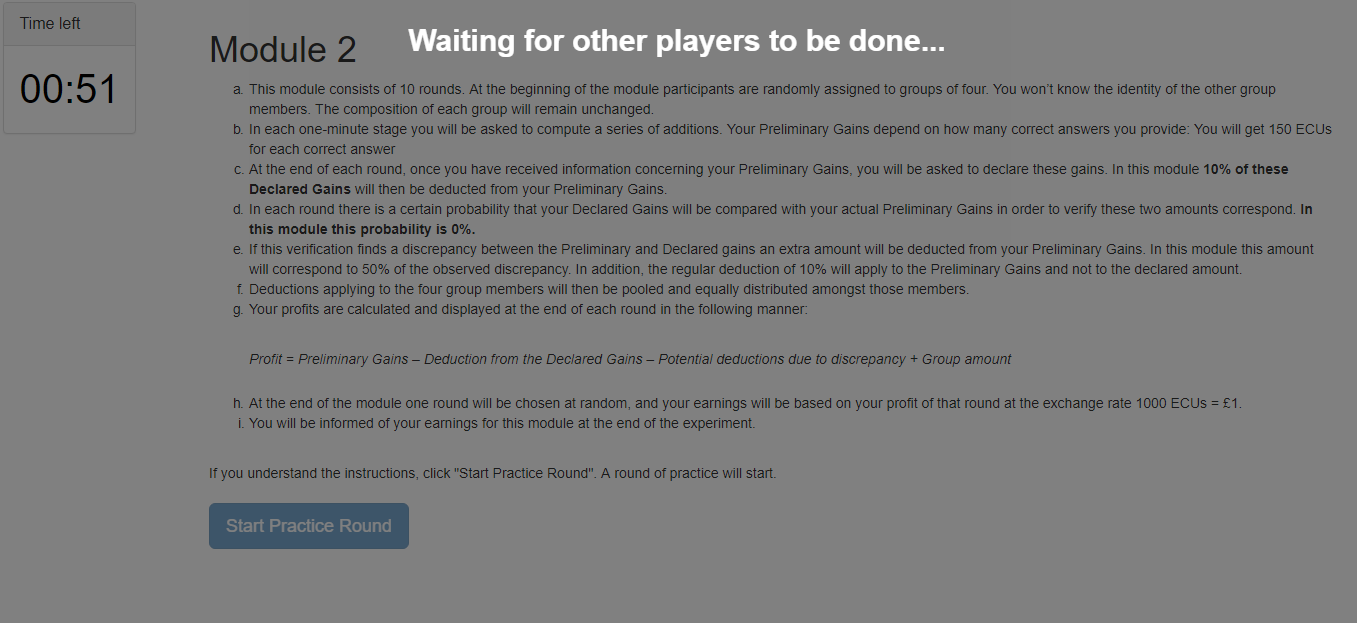 Time left
00:51
Waiting for other players to be done...
Module 2
a. This module consists of 10 rounds. At the beginning of the module participants are randomly assigned to groups of four. You won't know the identity of the other group
members. The composition of each group will remain unchanged.
b. In each one-minute stage you will be asked to compute a series of additions. Your Preliminary Gains depend on how many correct answers you provide: You will get 150 ECUs
for each correct answer
c. At the end of each round, once you have received information concerning your Preliminary Gains, you will be asked to declare these gains. In this module 10% of these
Declared Gains will then be deducted from your Preliminary Gains.
d. In each round there is a certain probability that your Declared Gains will be compared with your actual Preliminary Gains in order to verify these two amounts correspond. In
this module this probability is 0%.
e. If this verification finds a discrepancy between the Preliminary and Declared gains an extra amount will be deducted from your Preliminary Gains. In this module this amount
will correspond to 50% of the observed discrepancy. In addition, the regular deduction of 10% will apply to the Preliminary Gains and not to the declared amount.
f. Deductions applying to the four group members will then be pooled and equally distributed amongst those members.
g. Your profits are calculated and displayed at the end of each round in the following manner:
Profit = Preliminary Gains – Deduction from the Declared Gains – Potential deductions due to discrepancy + Group amount
h. At the end of the module one round will be chosen at random, and your earnings will be based on your profit of that round at the exchange rate 1000 ECUs = £1.
i. You will be informed of your earnings for this module at the end of the experiment.
If you understand the instructions, click "Start Practice Round". A round of practice will start.
Start Practice Round